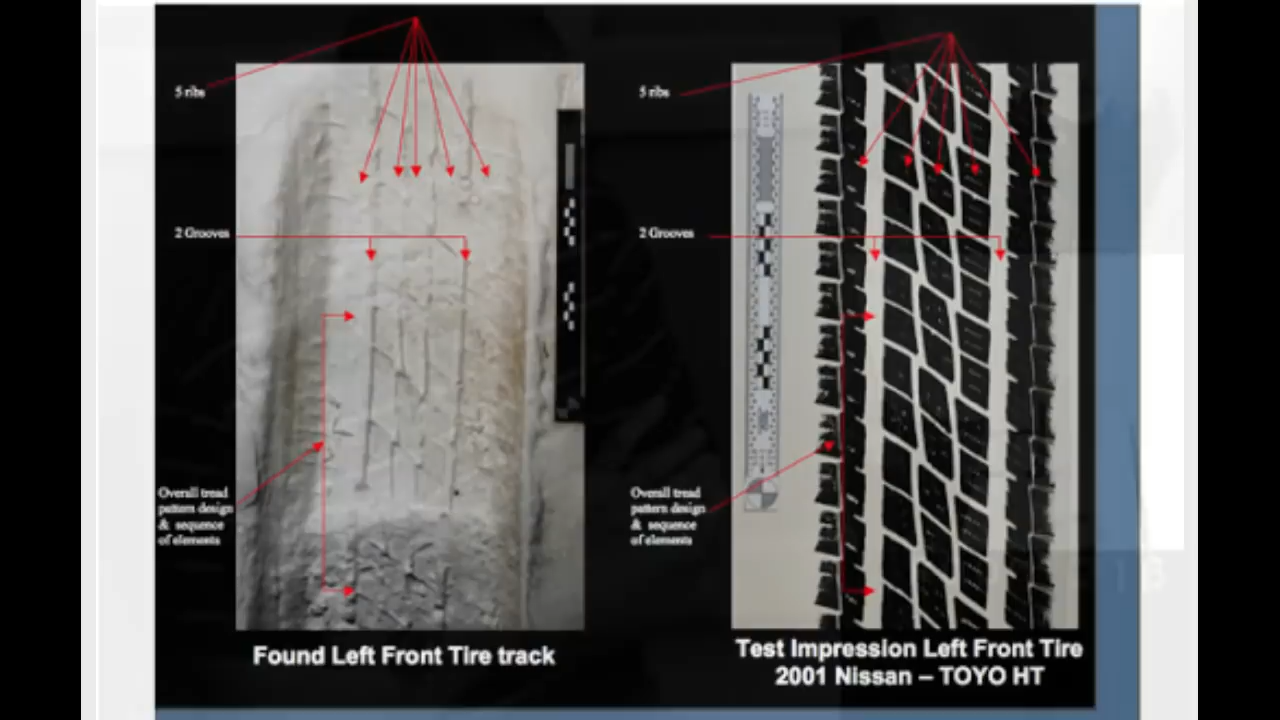 5 ribs
2 Grooves
Overall tread
pattern design
& sequence
of elements
Found Left Front Tire track
5 ribs
2 Grooves
Overall tread
pattern design
& sequence
of elements
Test Impression Left Front Tire
2001 Nissan – TOYO HT